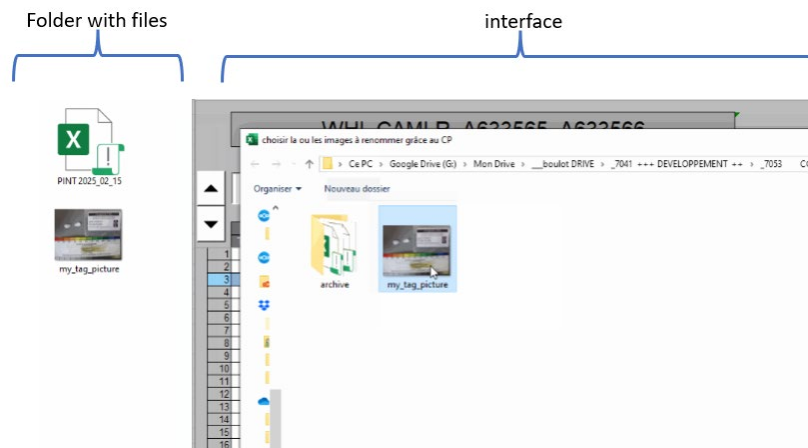 Folder with files
interface
choisir la ou les images à renommer grâce au CP
Ce PC > Google Drive (G:) > Mon Drive > __boulot DRIVE > _7041 +++ DEVELOPPEMENT ++ > _7053
Organiser Nouveau dossier
PINT 2025_02_15
my_tag_picture
archive
my_tag_picture
1
2
3
4
5
6
7
8
9
10
11
12
13
14
15
16